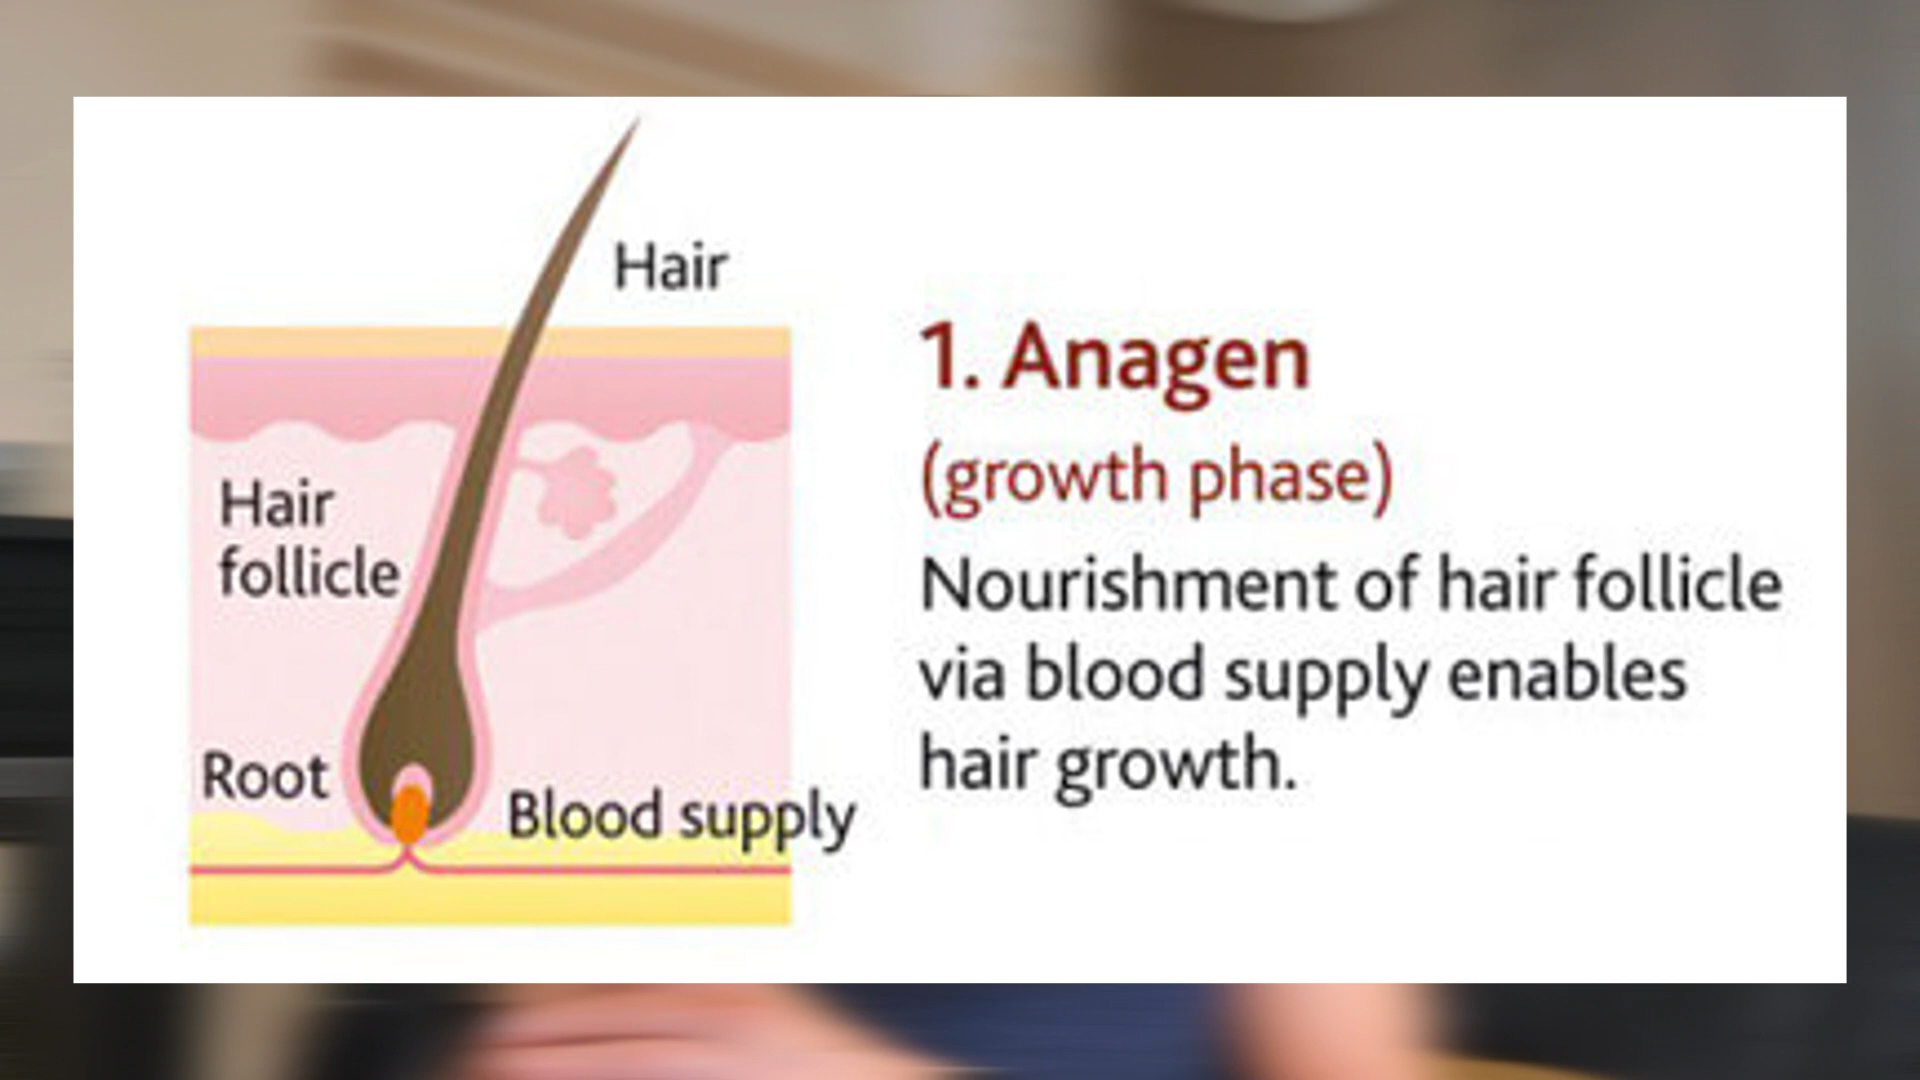 Hair
Hair
follicle
Root
Blood supply
1. Anagen
(growth phase)
Nourishment of hair follicle
via blood supply enables
hair growth.